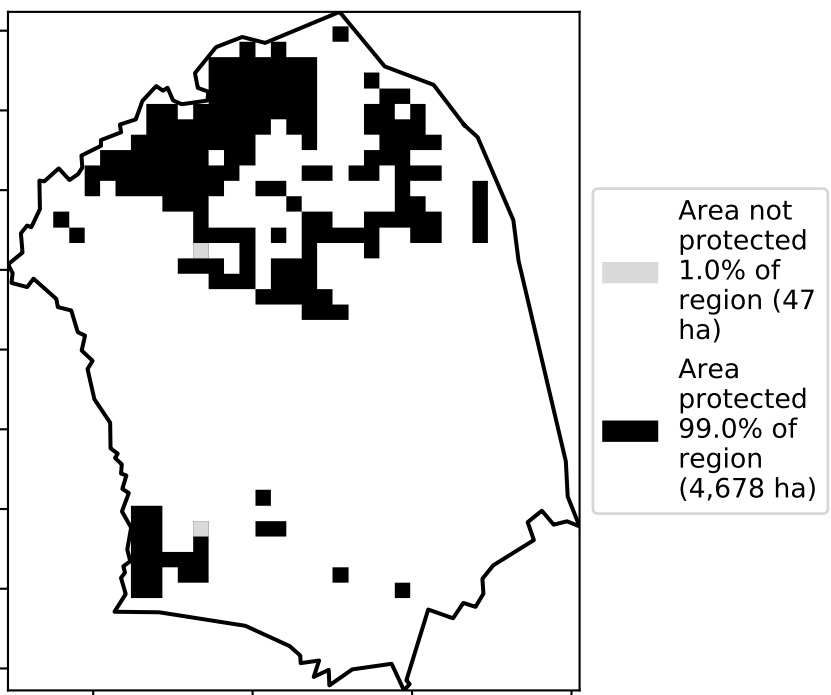 Area not
protected
1.0% of
region (47
ha)
Area
protected
99.0% of
region
(4,678 ha)